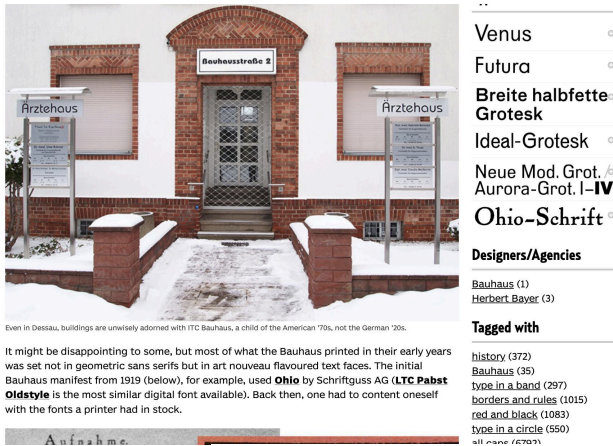 Bauhausstraße 2
Ärztehaus
Ärztehaus
Even in Dessau, buildings are unwisely adorned with ITC Bauhaus, a child of the American '70s, not the German '20s.
It might be disappointing to some, but most of what the Bauhaus printed in their early years
was set not in geometric sans serifs but in art nouveau flavoured text faces. The initial
Bauhaus manifest from 1919 (below), for example, used Ohio by Schriftguss AG (LTC Pabst
Oldstyle is the most similar digital font available). Back then, one had to content oneself
with the fonts a printer had in stock.
Aufnahme.
Venus
Futura
Breite halbfette
Grotesk
Ideal-Grotesk
Neue Mod. Grot. /
Aurora-Grot. I–IV
Ohio-Schrift
Designers/Agencies
Bauhaus (1)
Herbert Bayer (3)
Tagged with
history (372)
Bauhaus (35)
type in a band (297)
borders and rules (1015)
red and black (1083)
type in a circle (550)
all caps (6792)